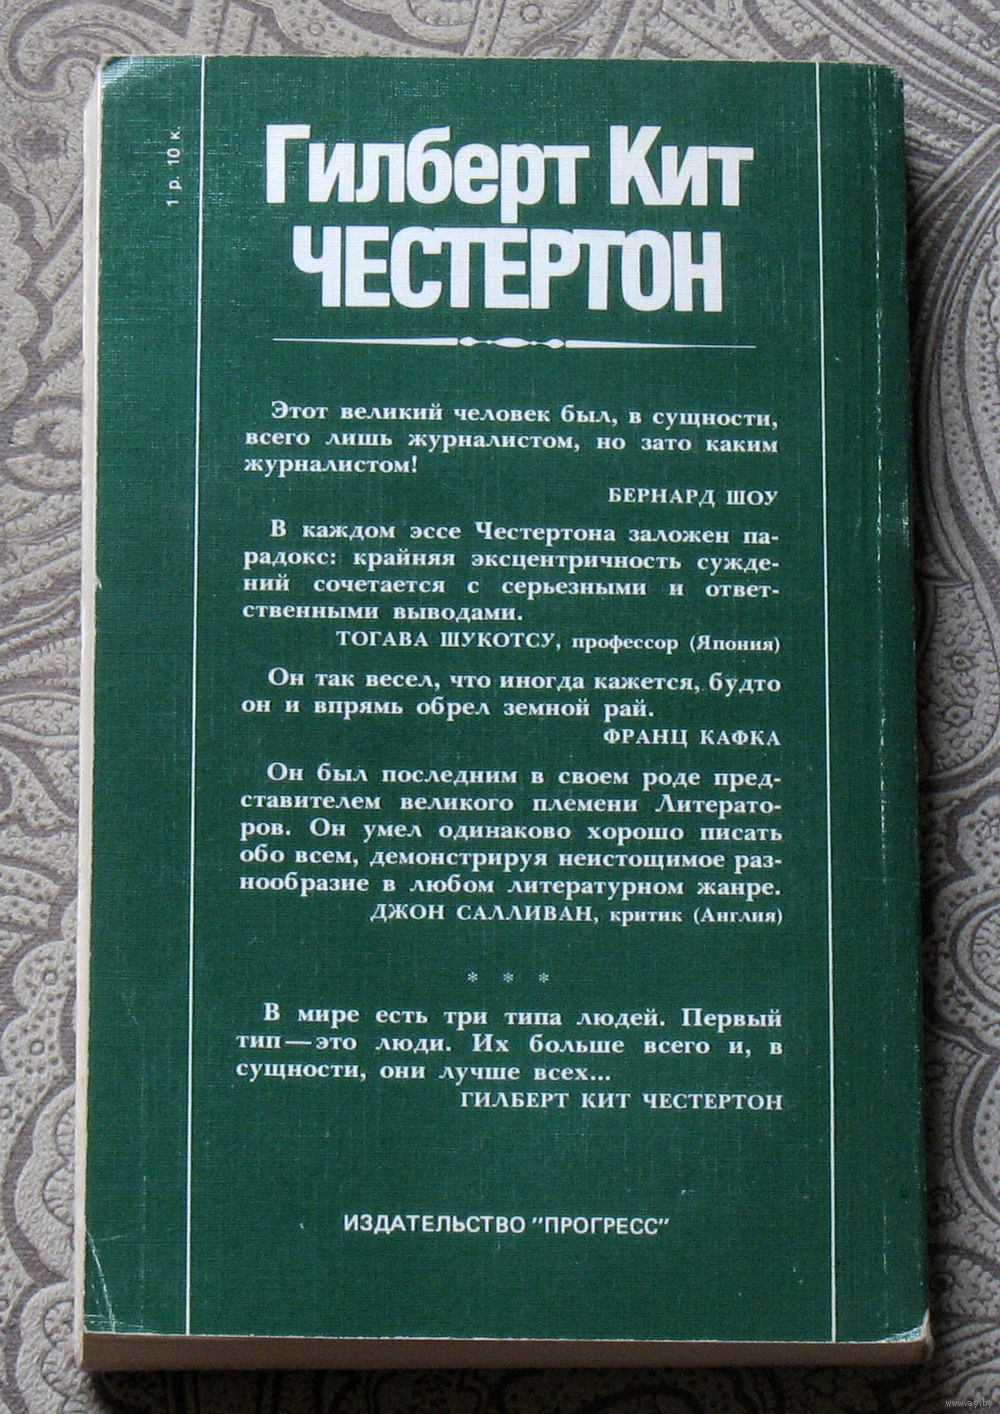 1 р. 10 к.
Гилберт Кит
ЧЕСТЕРТОН
Этот великий человек был, в сущности,
всего лишь журналистом, но зато каким
журналистом!
БЕРНАРД ШОУ
В каждом эссе Честертона заложен па-
радокс: крайняя эксцентричность сужде-
ний сочетается с серьезными и ответ-
ственными выводами.
ТОГАВА ШУКОТСУ, профессор (Япония)
Он так весел, что иногда кажется, будто
он и впрямь обрел земной рай.
ФРАНЦ КАФКА
Он был последним в своем роде пред-
ставителем великого племени Литерато-
ров. Он умел одинаково хорошо писать
обо всем, демонстрируя неистощимое раз-
нообразие в любом литературном жанре.
ДЖОН САЛЛИВАН, критик (Англия)
* * *
В мире есть три типа людей. Первый
тип—это люди. Их больше всего и, в
сущности, они лучше всех...
ГИЛБЕРТ КИТ ЧЕСТЕРТОН
ИЗДАТЕЛЬСТВО "ПРОГРЕСС"
www.ay.by